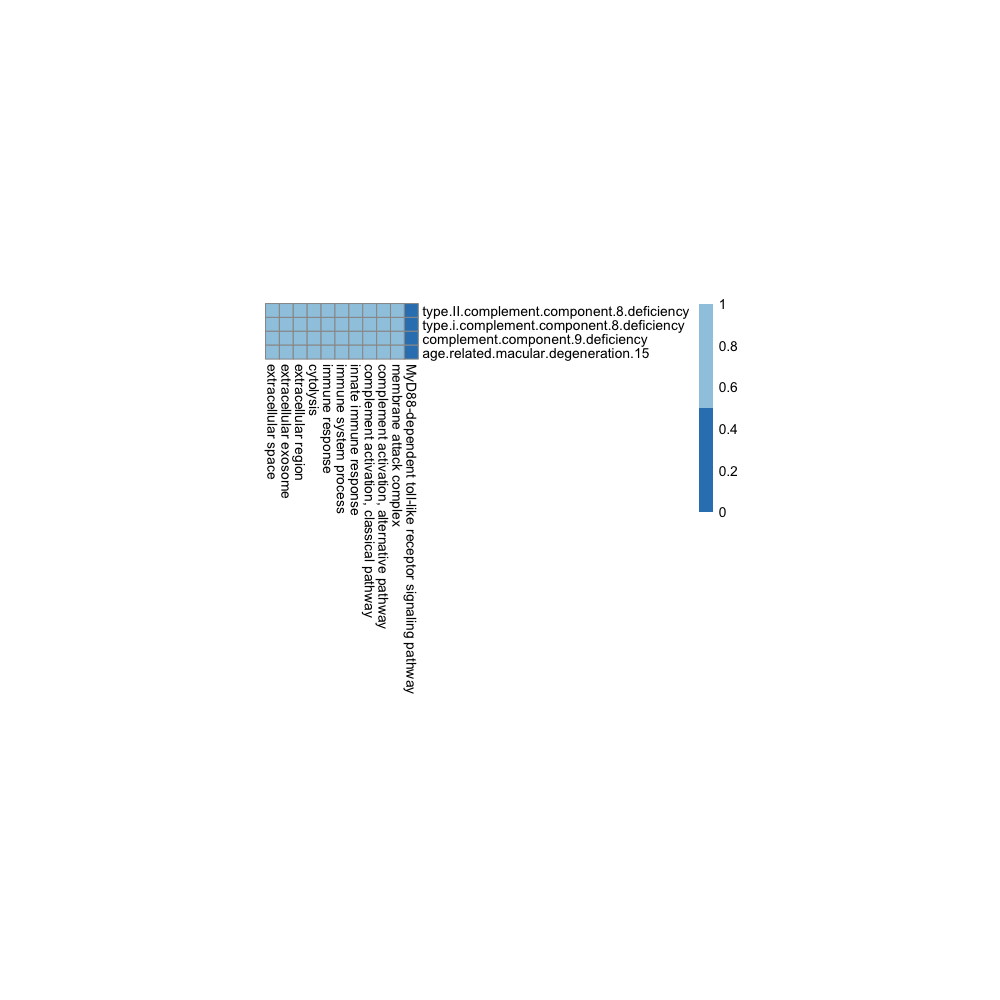 type.II.complement.component.8.deficiency
type.i.complement.component.8.deficiency
complement.component.9.deficiency
age.related.macular.degeneration.15
extracellular space
extracellular exosome
extracellular region
cytolysis
immune response
immune system process
innate immune response
complement activation, classical pathway
complement activation, alternative pathway
membrane attack complex
MyD88-dependent toll-like receptor signaling pathway
1
0.8
0.6
0.4
0.2
0